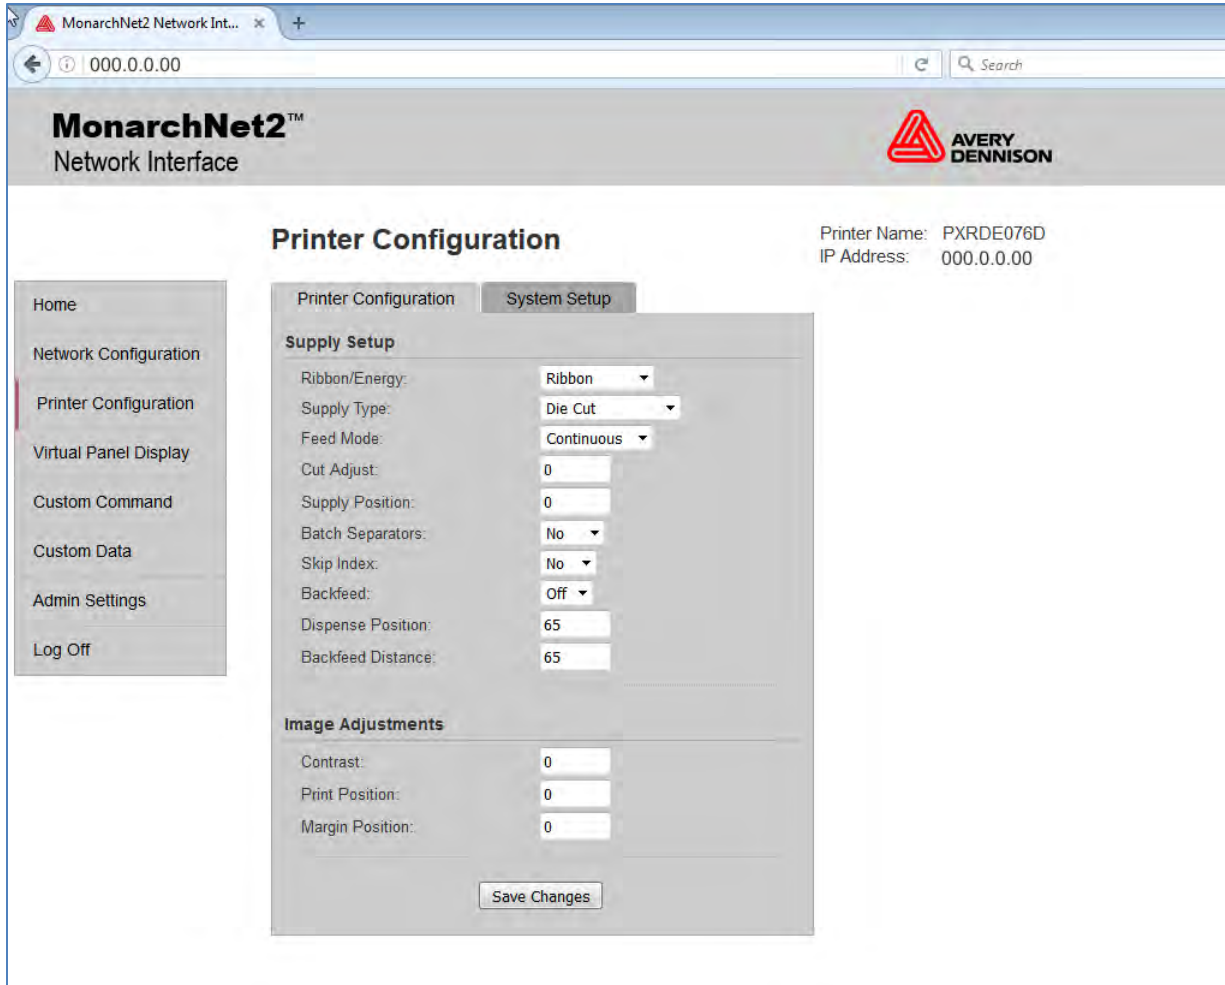 MonarchNet2 Network Int... × +
000.0.0.00 Search
MonarchNet2™
Network Interface
AVERY
DENNISON
Printer Configuration
Printer Name: PXRDE076D
IP Address: 000.0.0.00
Home
Network Configuration
Printer Configuration
Virtual Panel Display
Custom Command
Custom Data
Admin Settings
Log Off
Printer Configuration System Setup
Supply Setup
Ribbon/Energy: Ribbon
Supply Type: Die Cut
Feed Mode: Continuous
Cut Adjust: 0
Supply Position: 0
Batch Separators: No
Skip Index: No
Backfeed: Off
Dispense Position: 65
Backfeed Distance: 65
Image Adjustments
Contrast: 0
Print Position: 0
Margin Position: 0
Save Changes